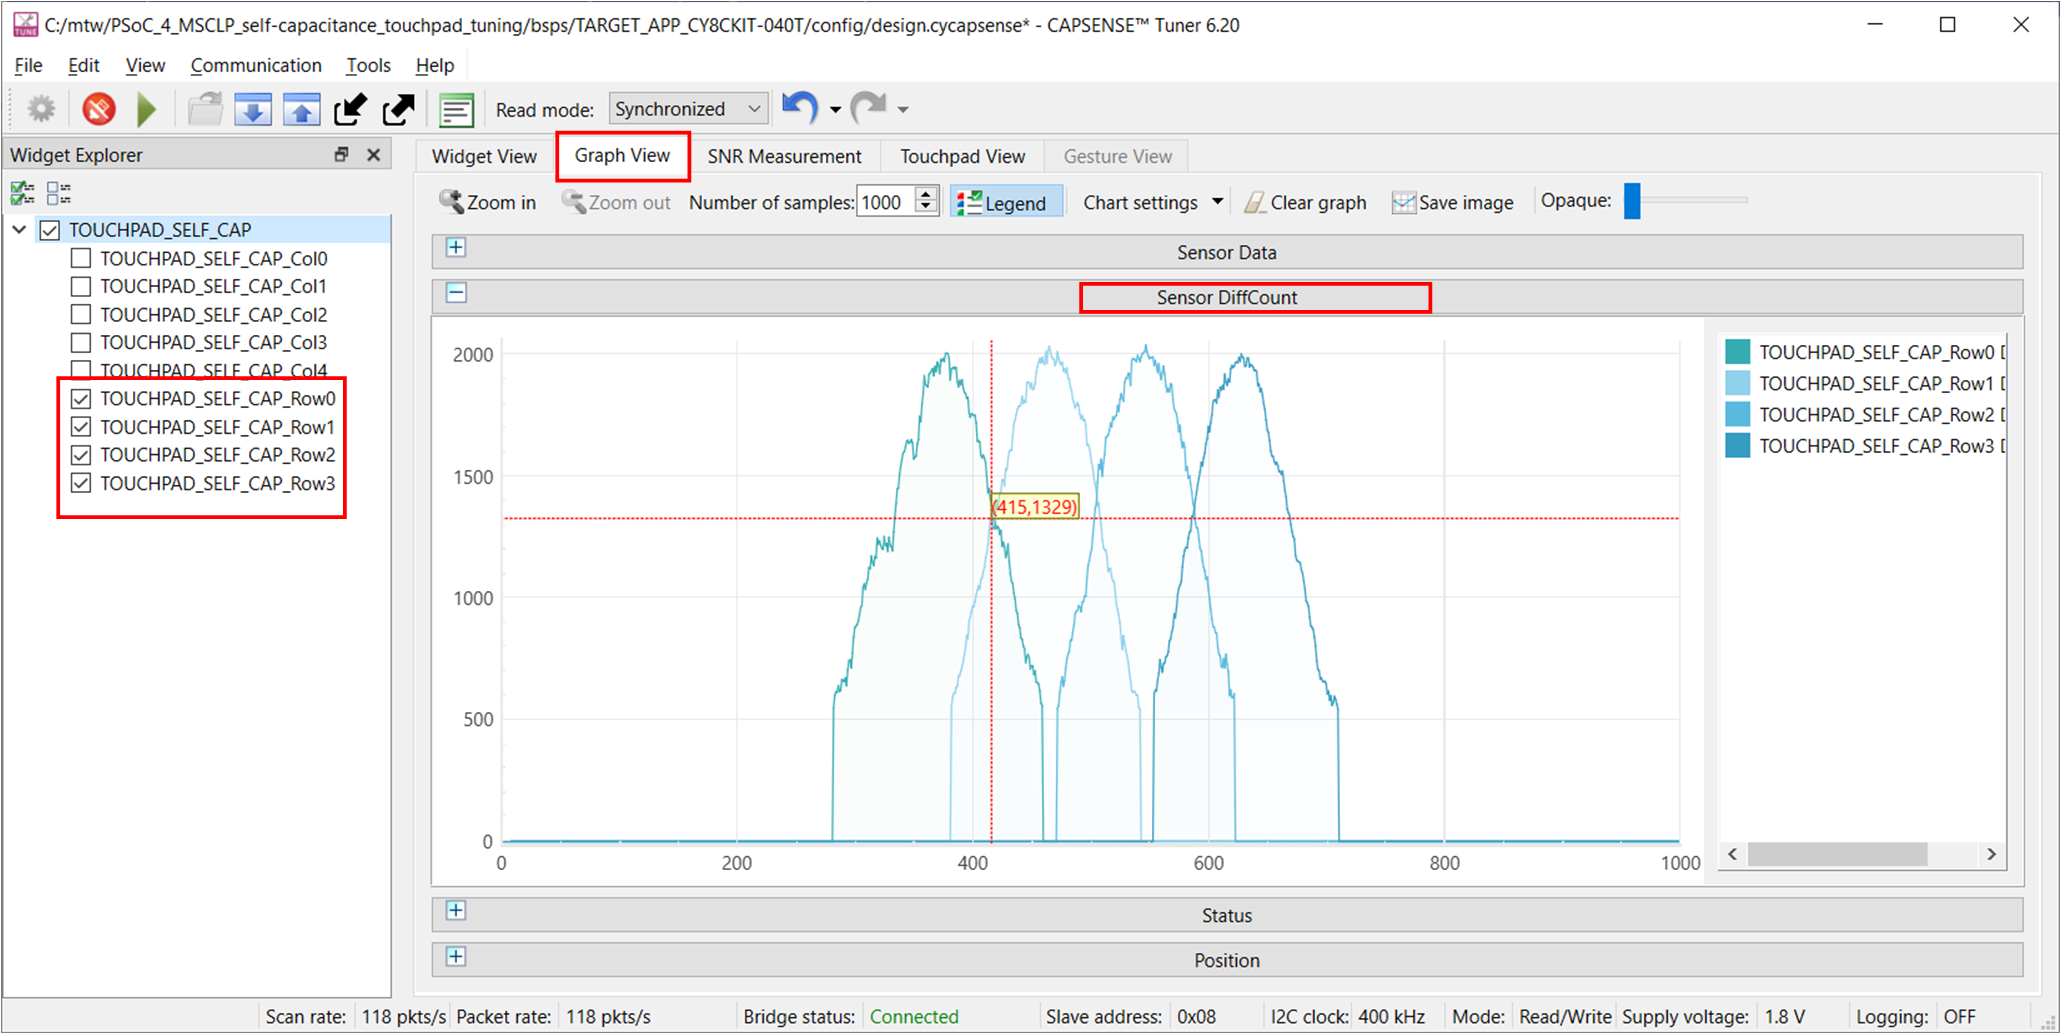 C:/mtw/PSoC_4_MSCLP_self-capacitance_touchpad_tuning/bsps/TARGET_APP_CY8CKIT-040T/config/design.cycapsense* - CAPSENSE™ Tuner 6.20
File Edit View Communication Tools Help
Read mode: Synchronized
Widget Explorer
Widget View Graph View SNR Measurement Touchpad View Gesture View
Zoom in Zoom out Number of samples: 1000 Legend Chart settings Clear graph Save image Opaque:
TOUCHPAD_SELF_CAP
TOUCHPAD_SELF_CAP_Col0
TOUCHPAD_SELF_CAP_Col1
TOUCHPAD_SELF_CAP_Col2
TOUCHPAD_SELF_CAP_Col3
TOUCHPAD_SELF_CAP_Col4
TOUCHPAD_SELF_CAP_Row0
TOUCHPAD_SELF_CAP_Row1
TOUCHPAD_SELF_CAP_Row2
TOUCHPAD_SELF_CAP_Row3
Sensor Data
Sensor DiffCount
2000
1500
1000
500
0
(415,1329)
0 200 400 600 800 1000
TOUCHPAD_SELF_CAP_Row0
TOUCHPAD_SELF_CAP_Row1
TOUCHPAD_SELF_CAP_Row2
TOUCHPAD_SELF_CAP_Row3
Status
Position
Scan rate: 118 pkts/s Packet rate: 118 pkts/s Bridge status: Connected Slave address: 0x08 I2C clock: 400 kHz Mode: Read/Write Supply voltage: 1.8 V Logging: OFF